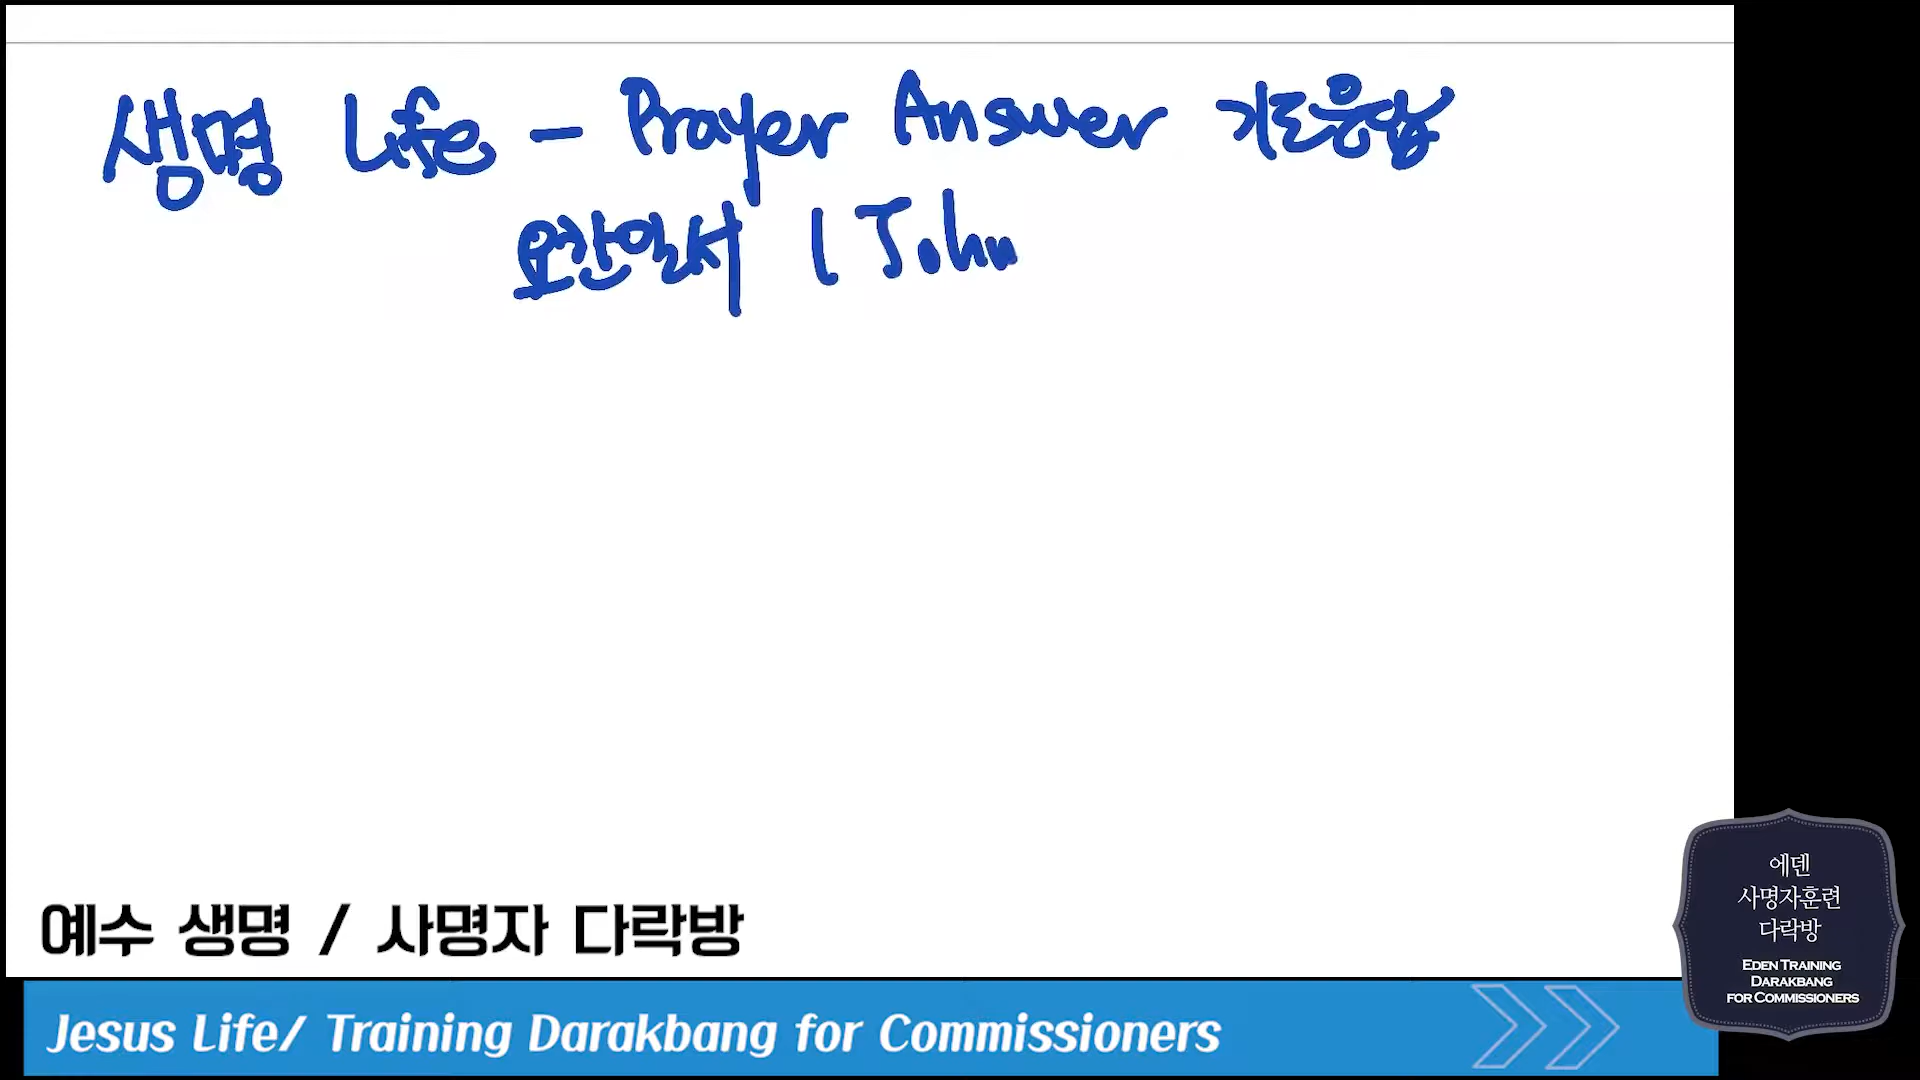 생명 Life - Prayer Answer 기도응답
요한일서 1 John
예수 생명 / 사명자 다락방
Jesus Life/ Training Darakbang for Commissioners
에덴
사명자훈련
다락방
EDEN TRAINING
DARAKBANG
FOR COMMISSIONERS